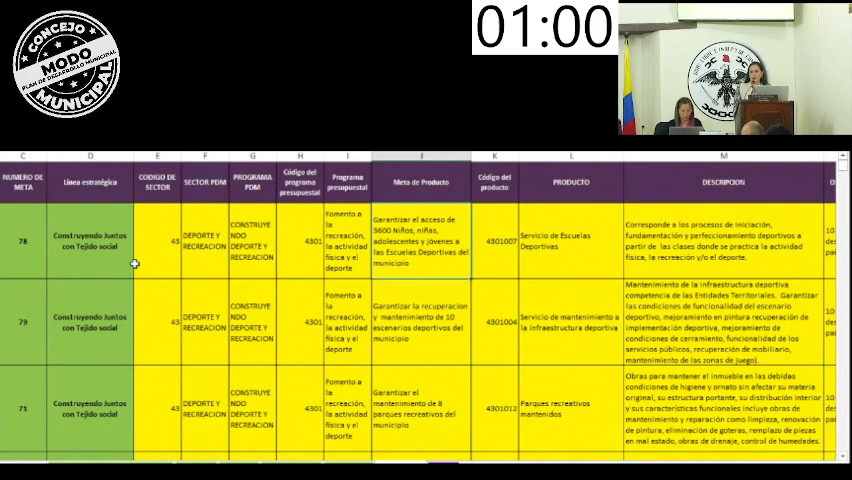 CONCEJO
MODO
PLAN DE DESARROLLO MUNICIPAL
MUNICIPAL
01:00
C D E F G H I J K L M
NUMERO DE META
Línea estratégica
CODIGO DE SECTOR
SECTOR PDM
PROGRAMA PDM
Código del programa presupuestal
Programa presupuestal
Meta de Producto
Código del producto
PRODUCTO
DESCRIPCION
78
Construyendo Juntos
con Tejido social
43
DEPORTE Y
RECREACION
CONSTRUYE
NDO
DEPORTE Y
RECREACION
4301
Fomento a
la
recreación,
la actividad
física y el
deporte
Garantizar el acceso de
3600 Niños, niñas,
adolescentes y jóvenes a
las Escuelas Deportivas del
municipio
4301007
Servicio de Escuelas
Deportivas
Corresponde a los procesos de iniciación,
fundamentación y perfeccionamiento deportivo a
partir de las clases donde se practica la actividad
física, la recreación y/o el deporte.
10
79
Construyendo Juntos
con Tejido social
43
DEPORTE Y
RECREACION
CONSTRUYE
NDO
DEPORTE Y
RECREACION
4301
Fomento a
la
recreación,
la actividad
física y el
deporte
Garantizar la recuperacion
y mantenimiento de 10
escenarios deportivos del
municipio
4301004
Servicio de mantenimiento a
la infraestructura deportiva
Mantenimiento de la infraestructura deportiva
competencia de las Entidades Territoriales. Garantizar
las condiciones de funcionalidad del escenario
deportivo, mejoramiento en pintura recuperación de
implementación deportiva, mejoramiento de
condiciones de cerramiento, funcionalidad de los
servicios públicos, recuperación de mobiliario,
mantenimiento de las zonas de juego).
10
71
Construyendo Juntos
con Tejido social
43
DEPORTE Y
RECREACION
CONSTRUYE
NDO
DEPORTE Y
RECREACION
4301
Fomento a
la
recreación,
la actividad
física y el
deporte
Garantizar el
mantenimiento de 8
parques recreativos del
municipio
4301012
Parques recreativos
mantenidos
Obras para mantener el inmueble en las debidas
condiciones de higiene y ornato sin afectar su materia
original, su estructura portante, su distribución interior
y sus características funcionales incluye obras de
mantenimiento y reparación como limpieza, renovación
de pintura, eliminación de goteras, remplazo de piezas
en mal estado, obras de drenaje, control de humedades.
10